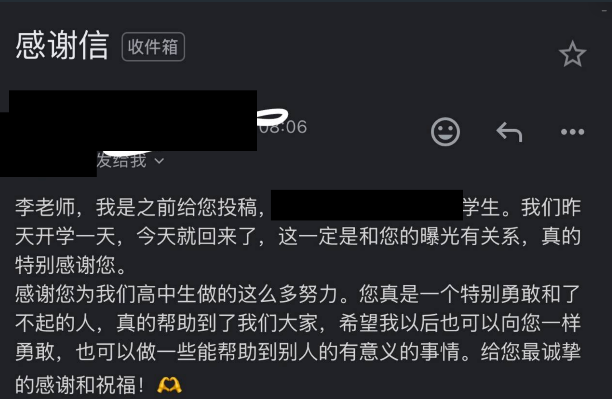 感谢信 收件箱
08:06
发给我
李老师，我是之前给您投稿，学生。我们昨
天开学一天，今天就回来了，这一定是和您的曝光有关系，真的
特别感谢您。
感谢您为我们高中生做的这么多努力。您真是一个特别勇敢和了
不起的人，真的帮助到了我们大家，希望我以后也可以向您一样
勇敢，也可以做一些能帮助到别人的有意义的事情。给您最诚挚
的感谢和祝福！🫶